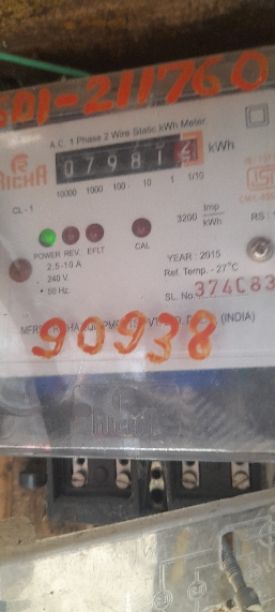 SDI-211760
A.C. 1 Phase 2 Wire Static kWh Meter
RICHA
07981 kWh
10000 1000 100 10 1 1/10
CL - 1
3200 imp/kWh
RS
POWER REV. EFLT CAL
2.5-10 A
240 V.
50 Hz.
YEAR : 2015
Ref. Temp. - 27°C
SL. No. 374083
(INDIA)
90938